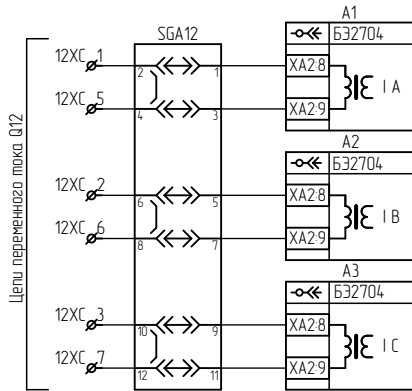 Цепи переменного тока Q12
SGA12
A1
БЭ2704
12XC 1
2
1
XA2:8
I A
12XC 5
4
3
XA2:9
A2
БЭ2704
12XC 2
6
5
XA2:8
I B
12XC 6
8
7
XA2:9
A3
БЭ2704
12XC 3
10
9
XA2:8
I C
12XC 7
12
11
XA2:9